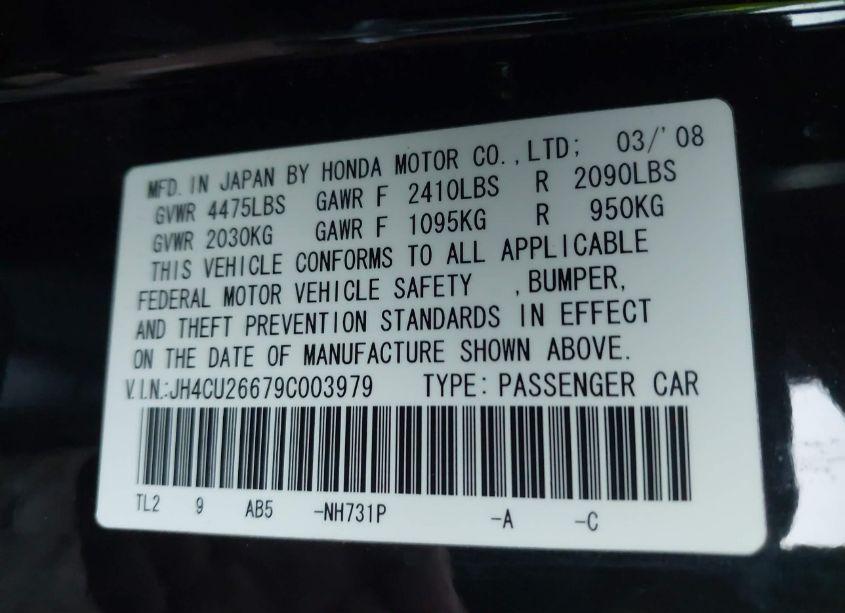 MFD. IN JAPAN BY HONDA MOTOR CO.,LTD; 03/'08
GVWR 4475LBS GAWR F 2410LBS R 2090LBS
GVWR 2030KG GAWR F 1095KG R 950KG
THIS VEHICLE CONFORMS TO ALL APPLICABLE
FEDERAL MOTOR VEHICLE SAFETY ,BUMPER,
AND THEFT PREVENTION STANDARDS IN EFFECT
ON THE DATE OF MANUFACTURE SHOWN ABOVE.
V.I.N.:JH4CU26679C003979 TYPE: PASSENGER CAR
TL2 9 AB5 -NH731P -A -C